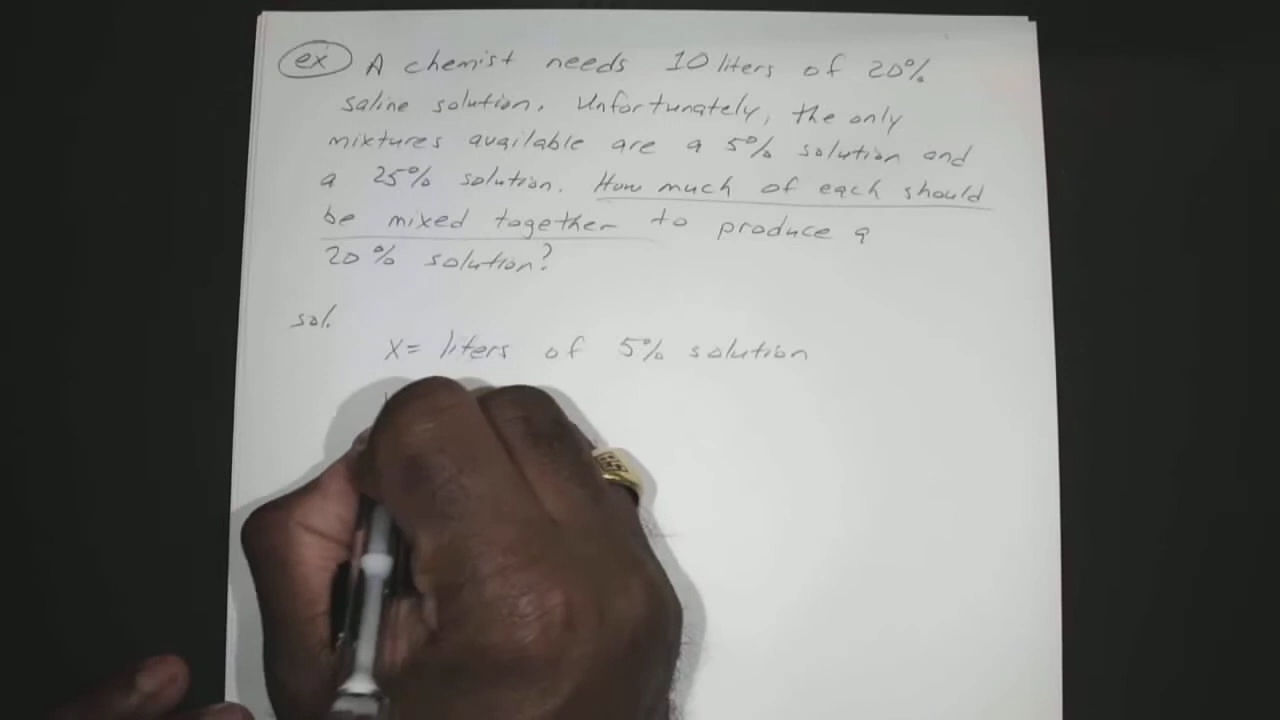 ex A chemist needs 10 liters of 20%
saline solution. Unfortunately, the only
mixtures available are a 5% solution and
a 25% solution. How much of each should
be mixed together to produce a
20% solution?
sol.
x= liters of 5% solution